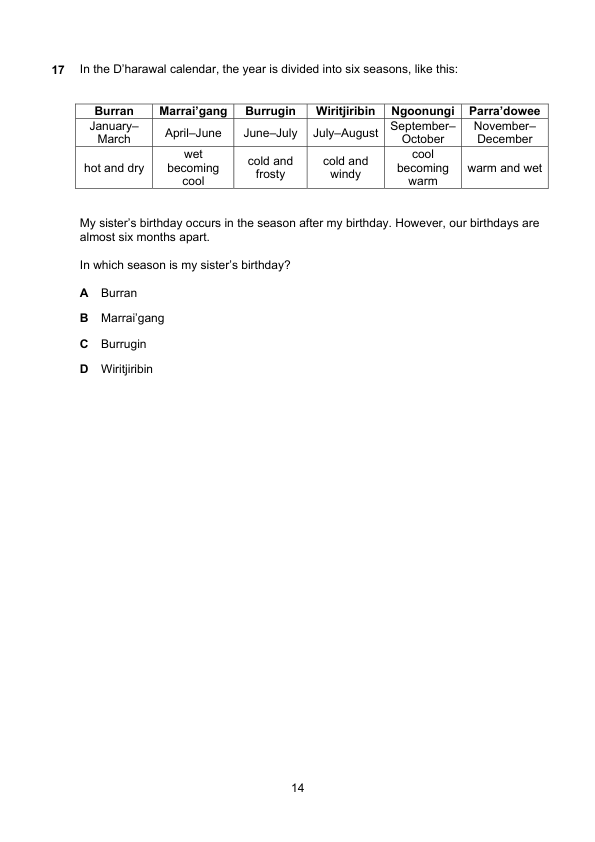 17 In the D’harawal calendar, the year is divided into six seasons, like this:
Burran Marrai’gang Burrugin Wiritjiribin Ngoonungi Parra’dowee
January–March April–June June–July July–August September–October November–December
hot and dry wet becoming cool cold and frosty cold and windy cool becoming warm warm and wet
My sister’s birthday occurs in the season after my birthday. However, our birthdays are
almost six months apart.
In which season is my sister’s birthday?
A Burran
B Marrai’gang
C Burrugin
D Wiritjiribin
14